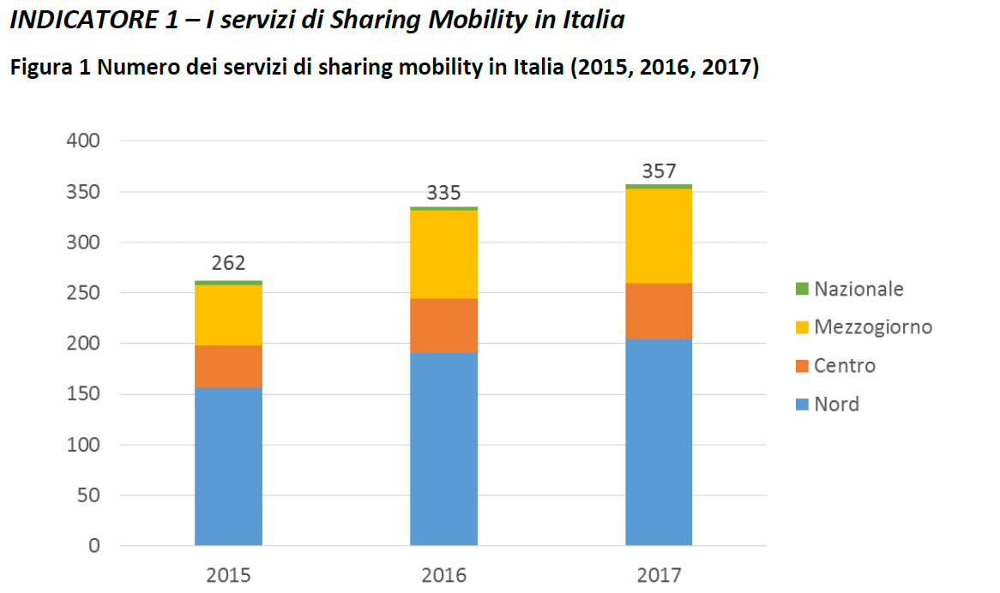 INDICATORE 1 – I servizi di Sharing Mobility in Italia
Figura 1 Numero dei servizi di sharing mobility in Italia (2015, 2016, 2017)
400
350
300
250
200
150
100
50
0
262
335
357
2015
2016
2017
Nazionale
Mezzogiorno
Centro
Nord